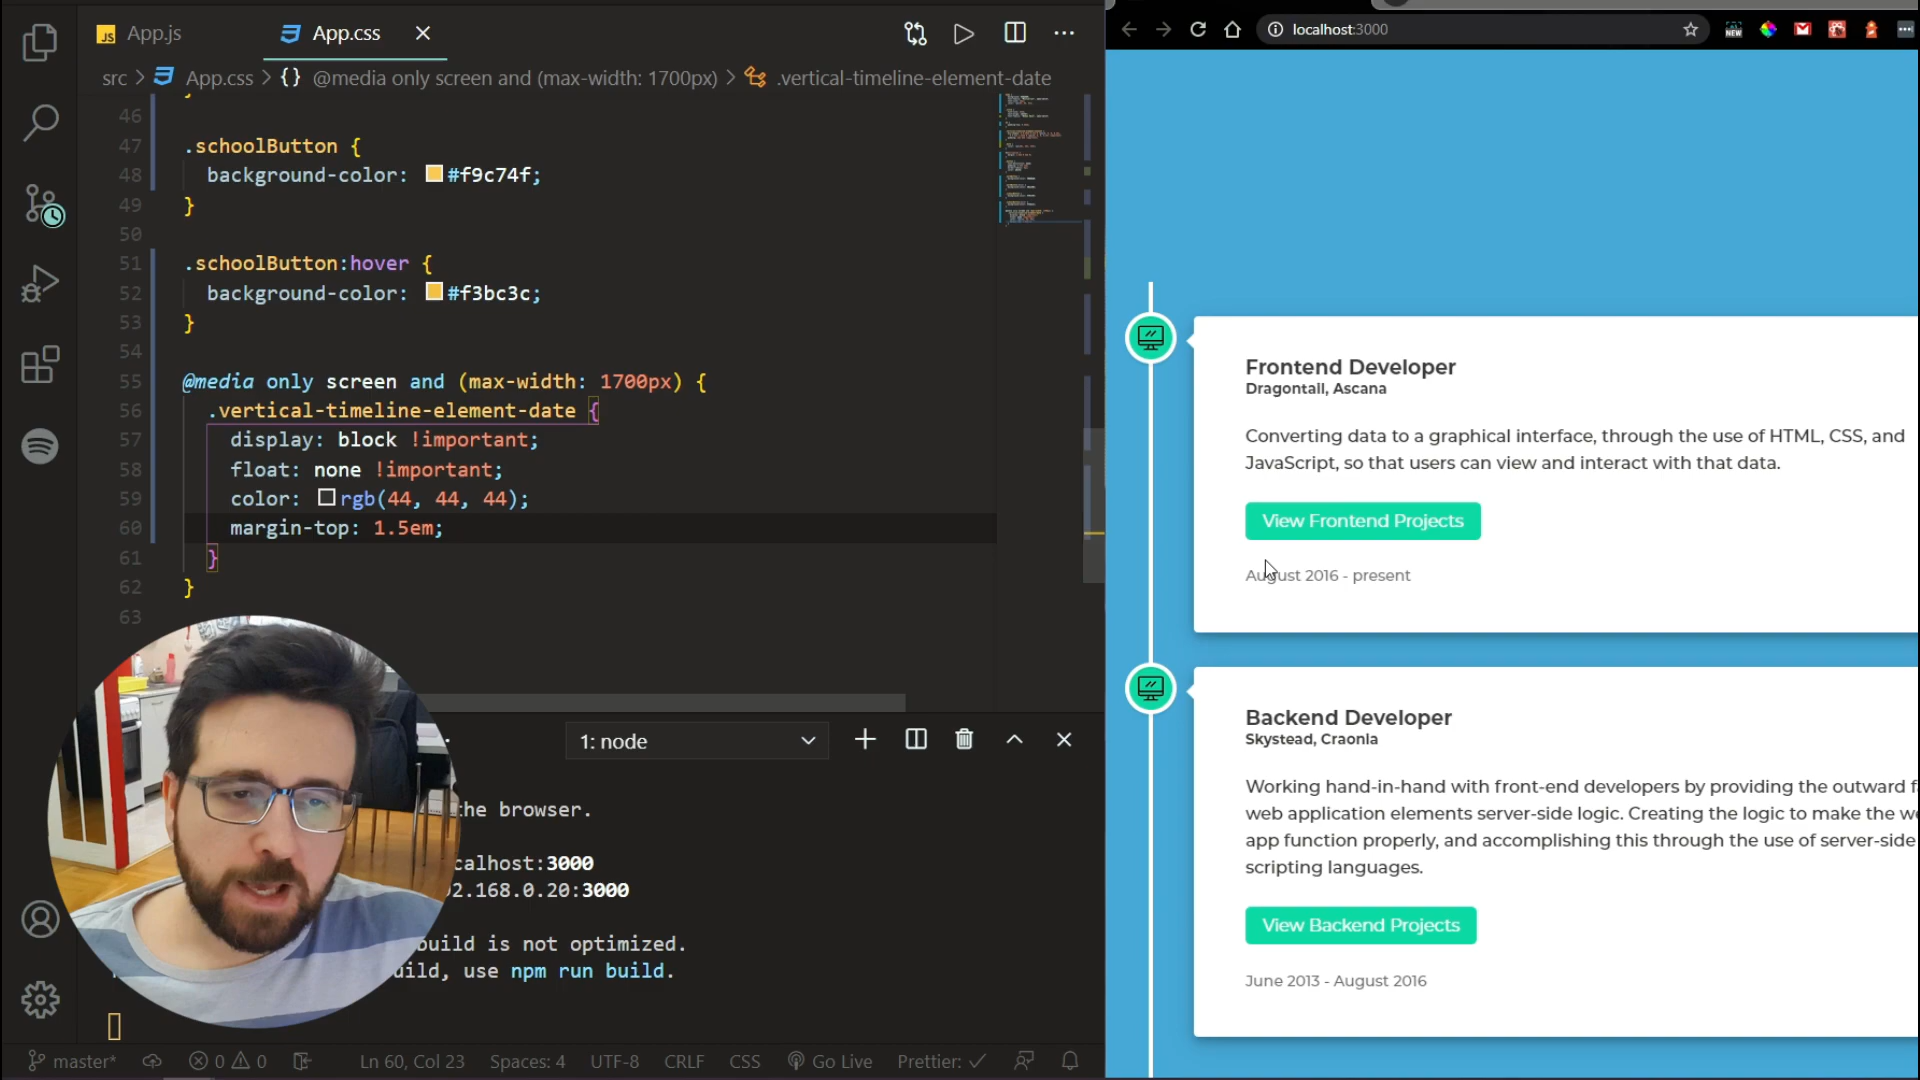 JS App.js
App.css
src > App.css > {} @media only screen and (max-width: 1700px) > .vertical-timeline-element-date
46
47 .schoolButton {
48 background-color: #f9c74f;
49 }
50
51 .schoolButton:hover {
52 background-color: #f3bc3c;
53 }
54
55 @media only screen and (max-width: 1700px) {
56 .vertical-timeline-element-date {
57 display: block !important;
58 float: none !important;
59 color: rgb(44, 44, 44);
60 margin-top: 1.5em;
61 }
62 }
63
1: node
the browser.
calhost:3000
92.168.0.20:3000
build is not optimized.
uild, use npm run build.
master* 0 0 Ln 60, Col 23 Spaces: 4 UTF-8 CRLF CSS Go Live Prettier: ✓
localhost:3000
NEW
Frontend Developer
Dragontail, Ascana
Converting data to a graphical interface, through the use of HTML, CSS, and
JavaScript, so that users can view and interact with that data.
View Frontend Projects
August 2016 - present
Backend Developer
Skystead, Craonia
Working hand-in-hand with front-end developers by providing the outward f
web application elements server-side logic. Creating the logic to make the we
app function properly, and accomplishing this through the use of server-side
scripting languages.
View Backend Projects
June 2013 - August 2016